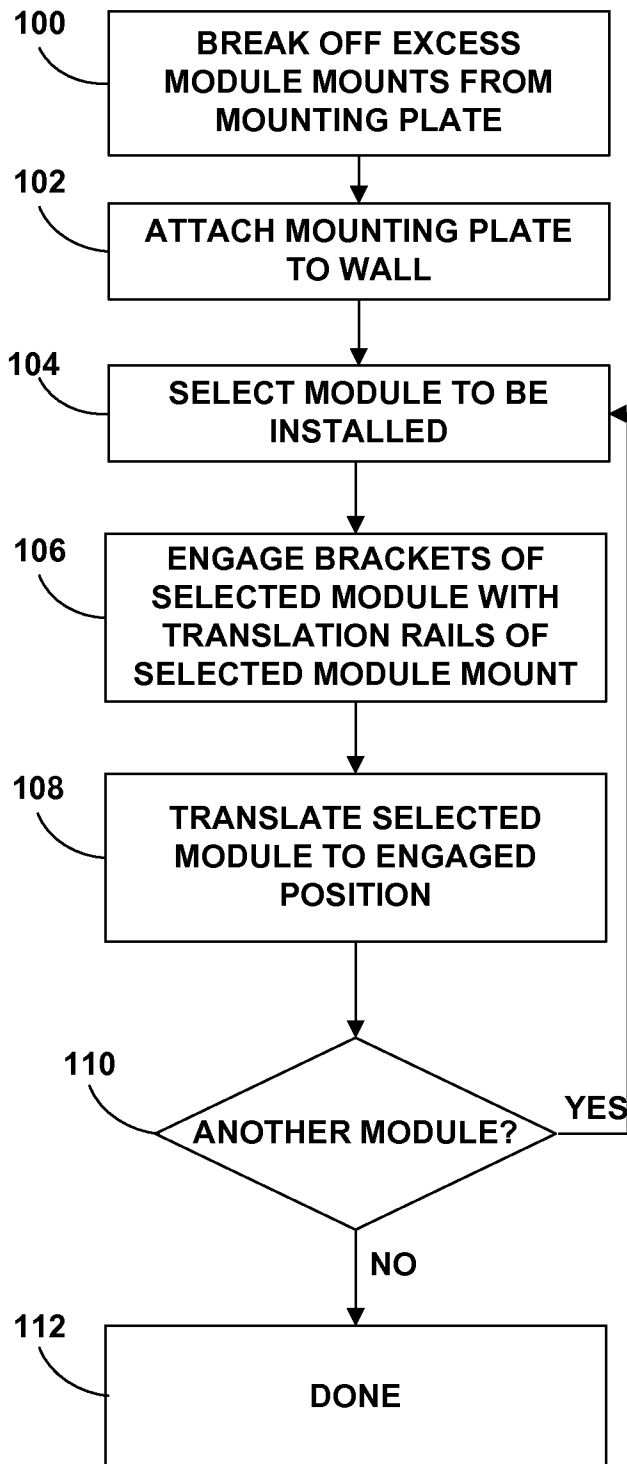 100
BREAK OFF EXCESS
MODULE MOUNTS FROM
MOUNTING PLATE
102
ATTACH MOUNTING PLATE
TO WALL
104
SELECT MODULE TO BE
INSTALLED
106
ENGAGE BRACKETS OF
SELECTED MODULE WITH
TRANSLATION RAILS OF
SELECTED MODULE MOUNT
108
TRANSLATE SELECTED
MODULE TO ENGAGED
POSITION
110
ANOTHER MODULE?
YES
NO
112
DONE